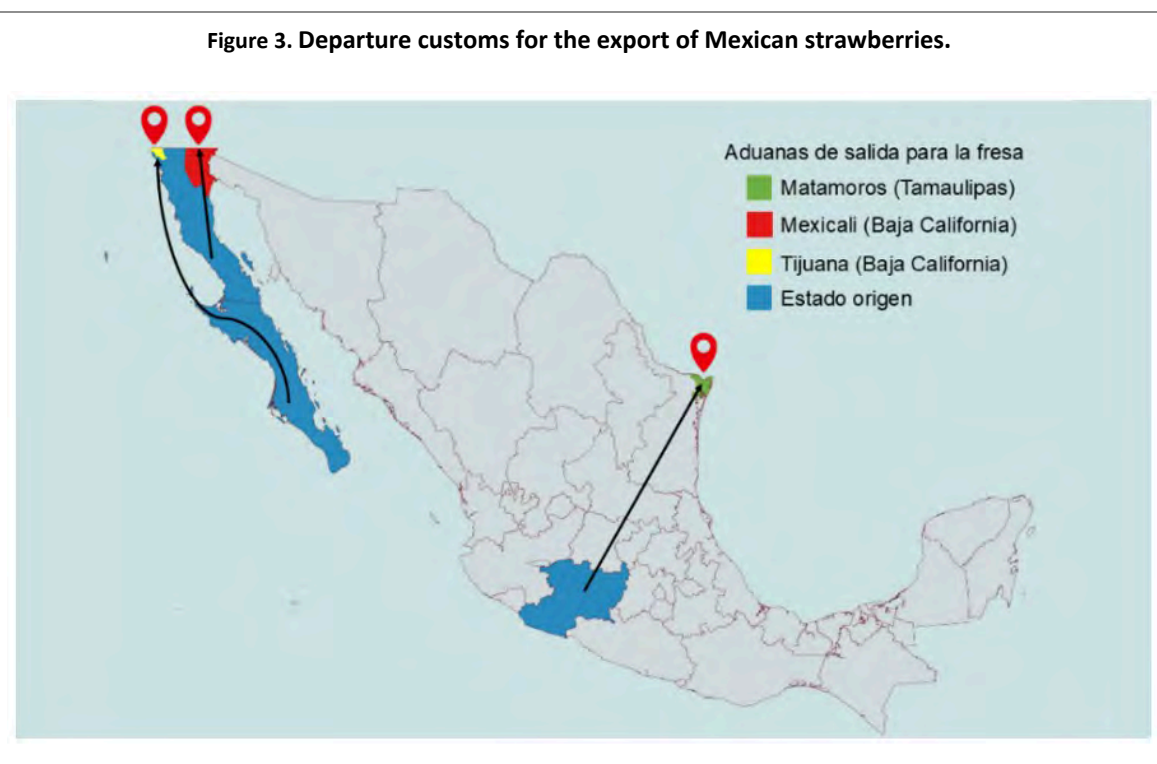 Figure 3. Departure customs for the export of Mexican strawberries.
Aduanas de salida para la fresa
Matamoros (Tamaulipas)
Mexicali (Baja California)
Tijuana (Baja California)
Estado origen